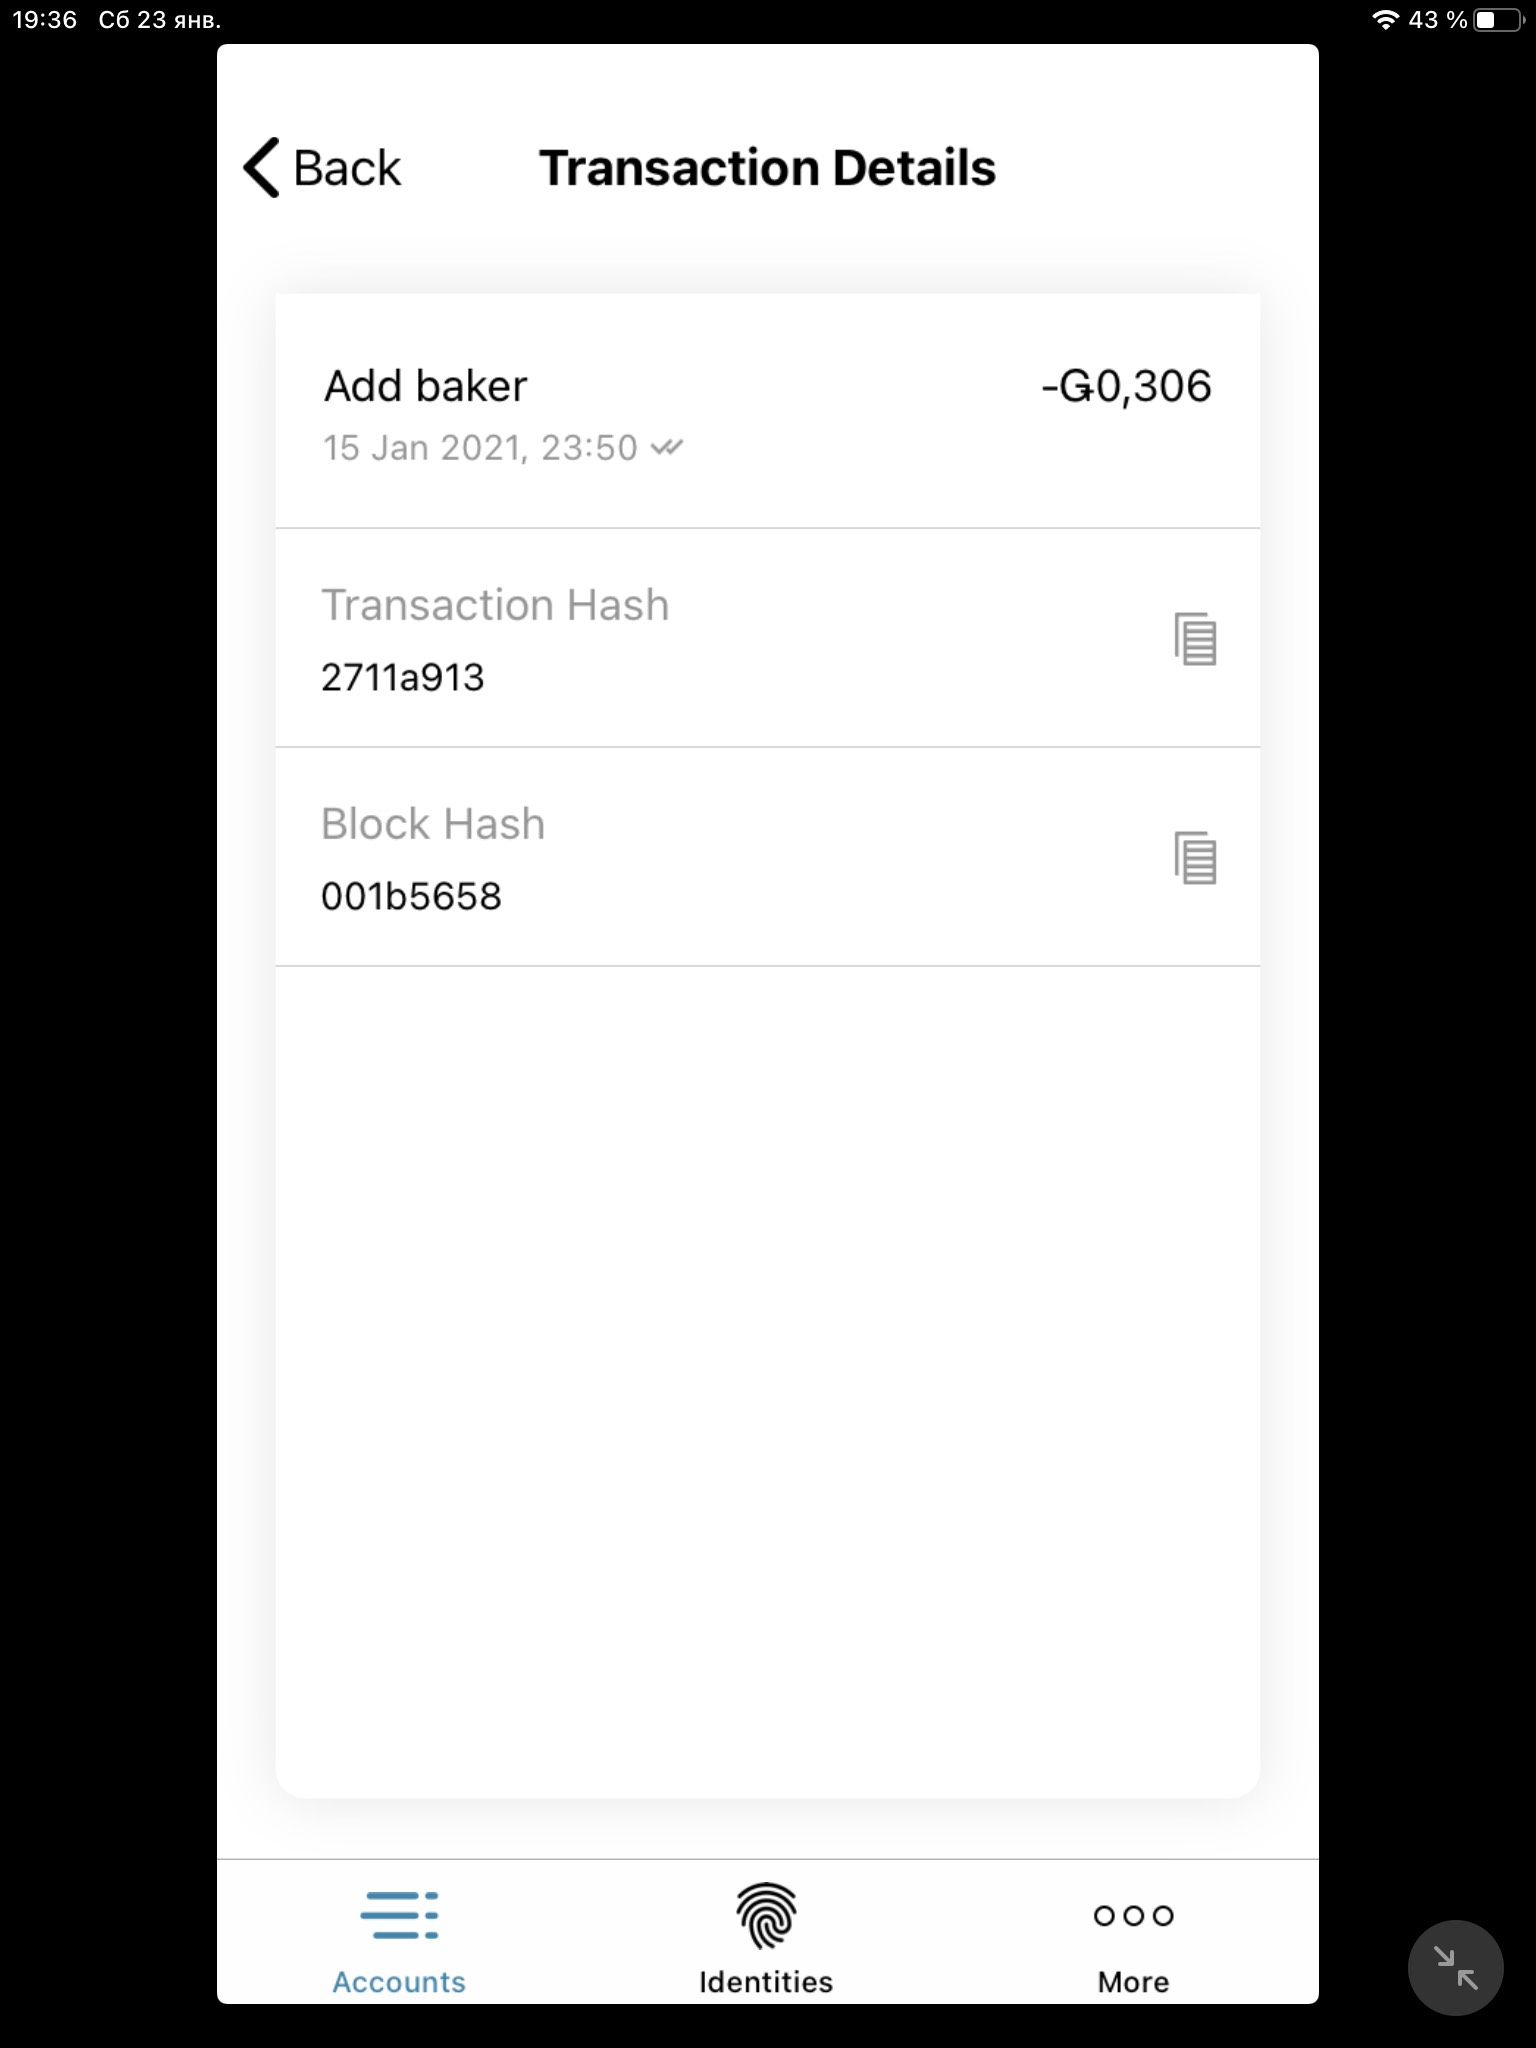 19:36 Сб 23 янв. 43 %
Back Transaction Details
Add baker -G0,306
15 Jan 2021, 23:50
Transaction Hash
2711a913
Block Hash
001b5658
Accounts Identities More